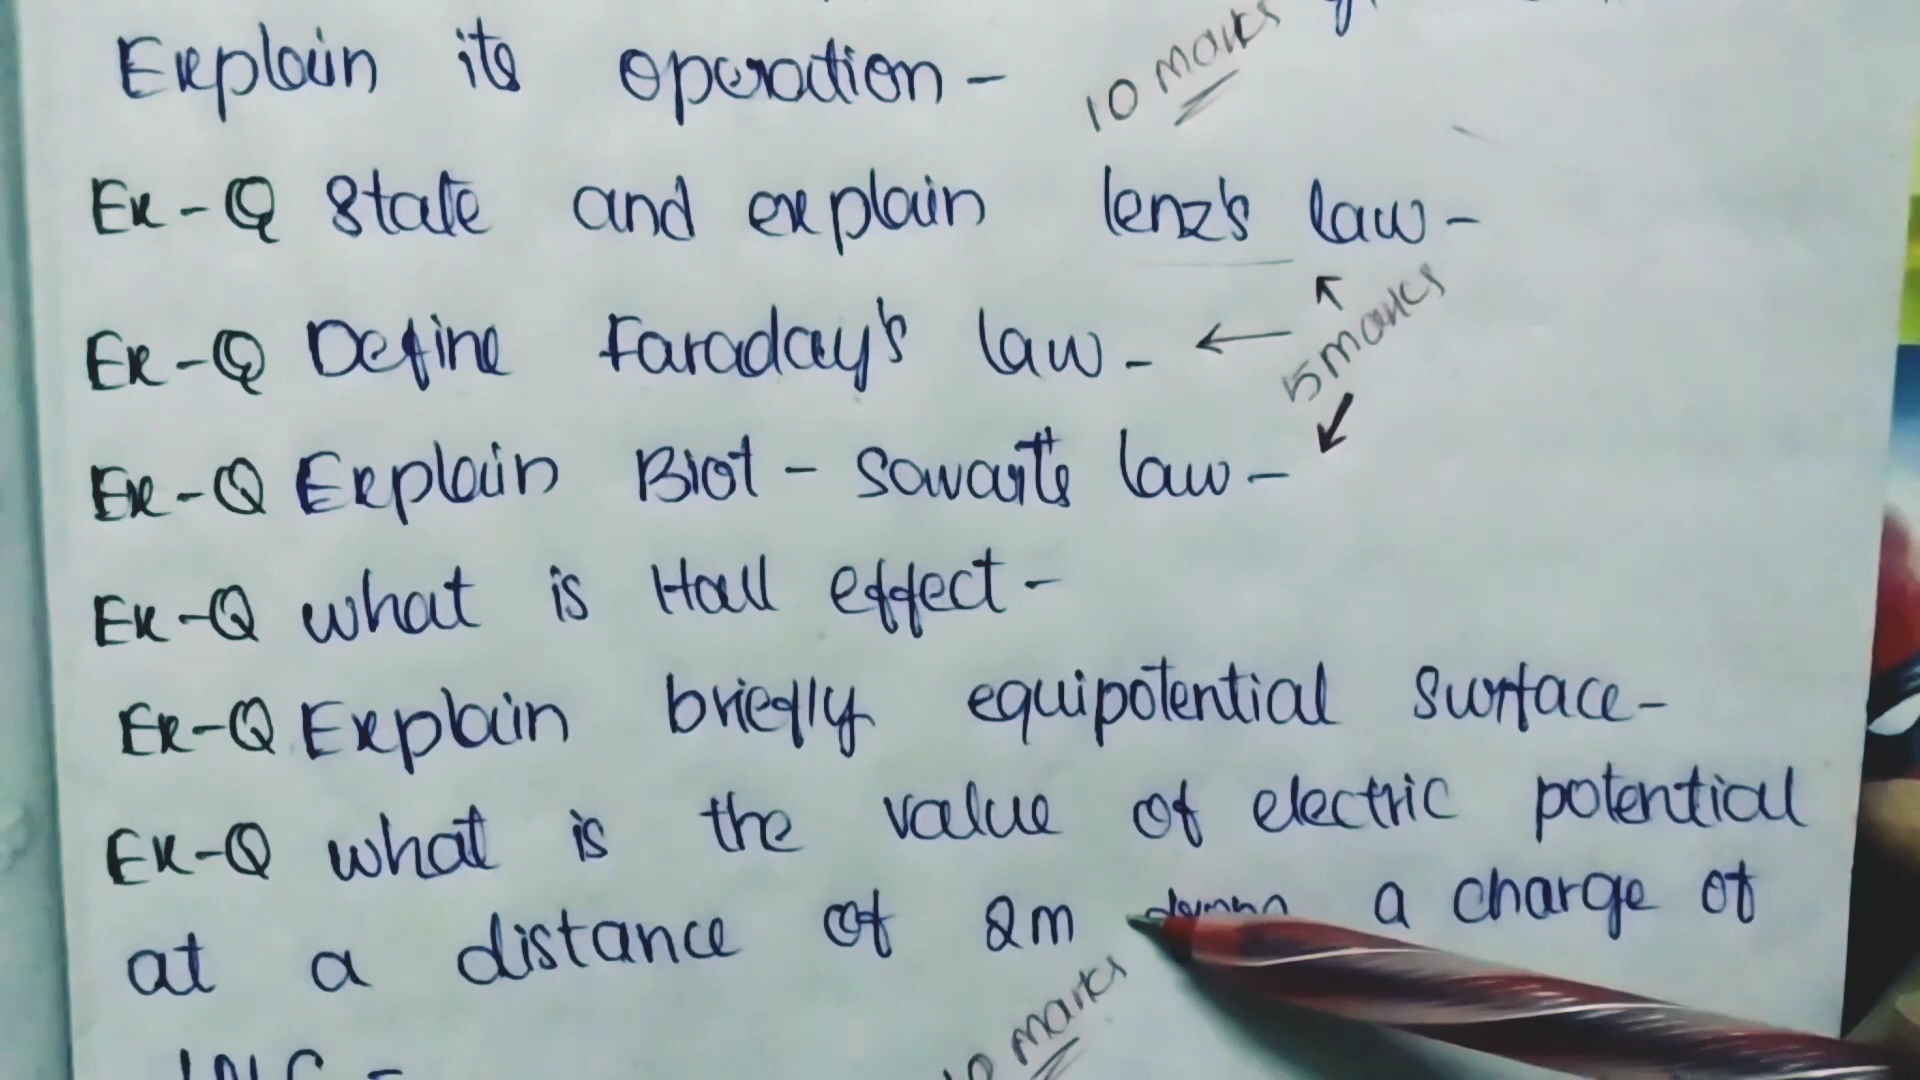 Explain its operation -
10 marks
Ex - Q State and explain lenz's law -
Ex - Q Define Faraday's law -
5 marks
Ex - Q Explain Biot - Savart's law -
Ex - Q what is Hall effect -
Ex - Q Explain briefly equipotential surface -
Ex - Q what is the value of electric potential
at a distance of 2m a charge of
marks